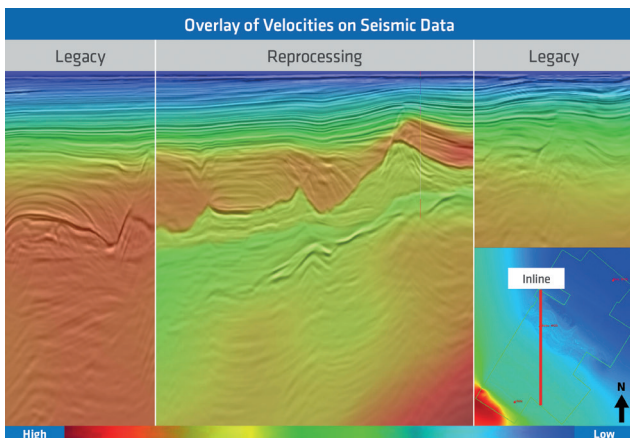 Overlay of Velocities on Seismic Data
Legacy
Reprocessing
Legacy
Inline
N
High
Low